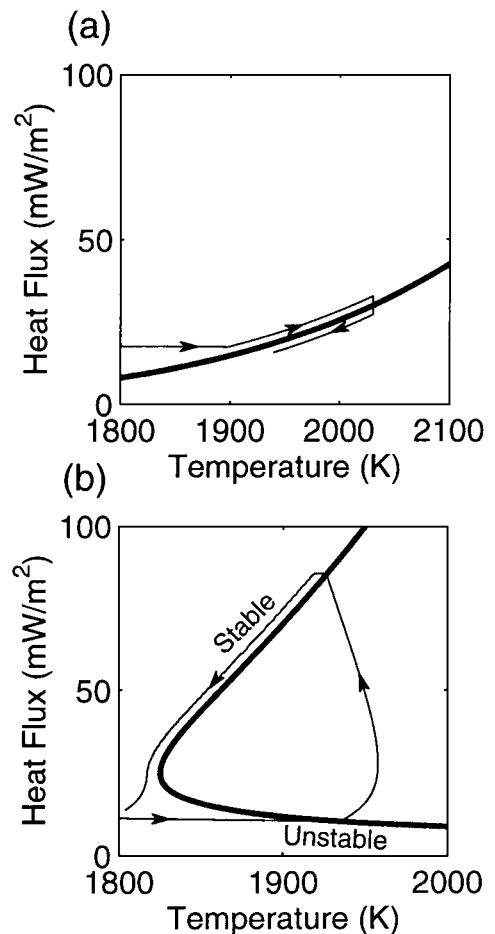 (a)
100
50
0
Heat Flux (mW/m²)
1800 1900 2000 2100
Temperature (K)
(b)
100
50
0
Heat Flux (mW/m²)
Stable
Unstable
1800 1900 2000
Temperature (K)